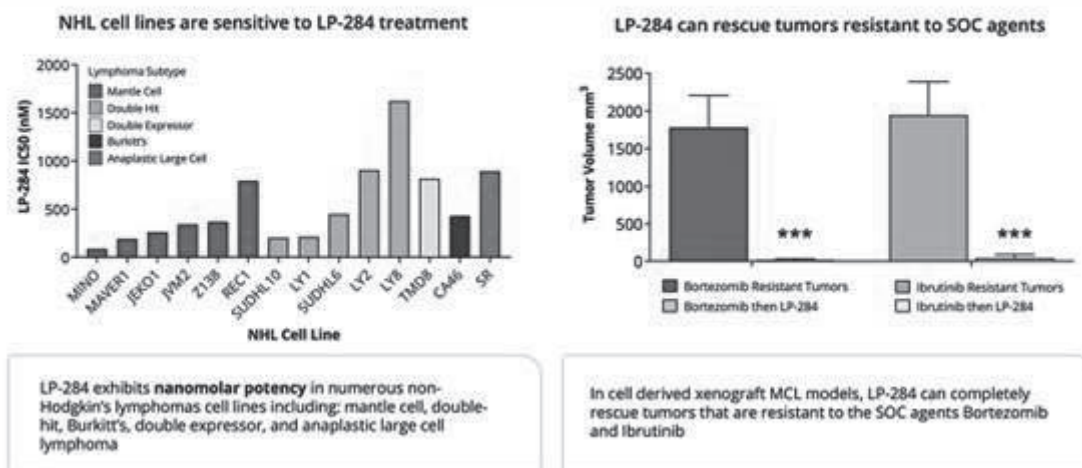 NHL cell lines are sensitive to LP-284 treatment
LP-284 IC50 (nM)
2000
1500
1000
500
0
Lymphoma Subtype
Mantle Cell
Double Hit
Double Expressor
Burkitt's
Anaplastic Large Cell
MINO
MAVER1
JEKO1
JVM2
Z138
REC1
SUDHL10
LY1
SUDHL6
LY2
LY8
TMD8
CA46
SR
NHL Cell Line
LP-284 exhibits nanomolar potency in numerous non-
Hodgkin's lymphomas cell lines including: mantle cell, double-
hit, Burkitt's, double expressor, and anaplastic large cell
lymphoma
LP-284 can rescue tumors resistant to SOC agents
Tumor Volume mm³
2500
2000
1500
1000
500
0
***
***
Bortezomib Resistant Tumors
Bortezomib then LP-284
Ibrutinib Resistant Tumors
Ibrutinib then LP-284
In cell derived xenograft MCL models, LP-284 can completely
rescue tumors that are resistant to the SOC agents Bortezomib
and Ibrutinib